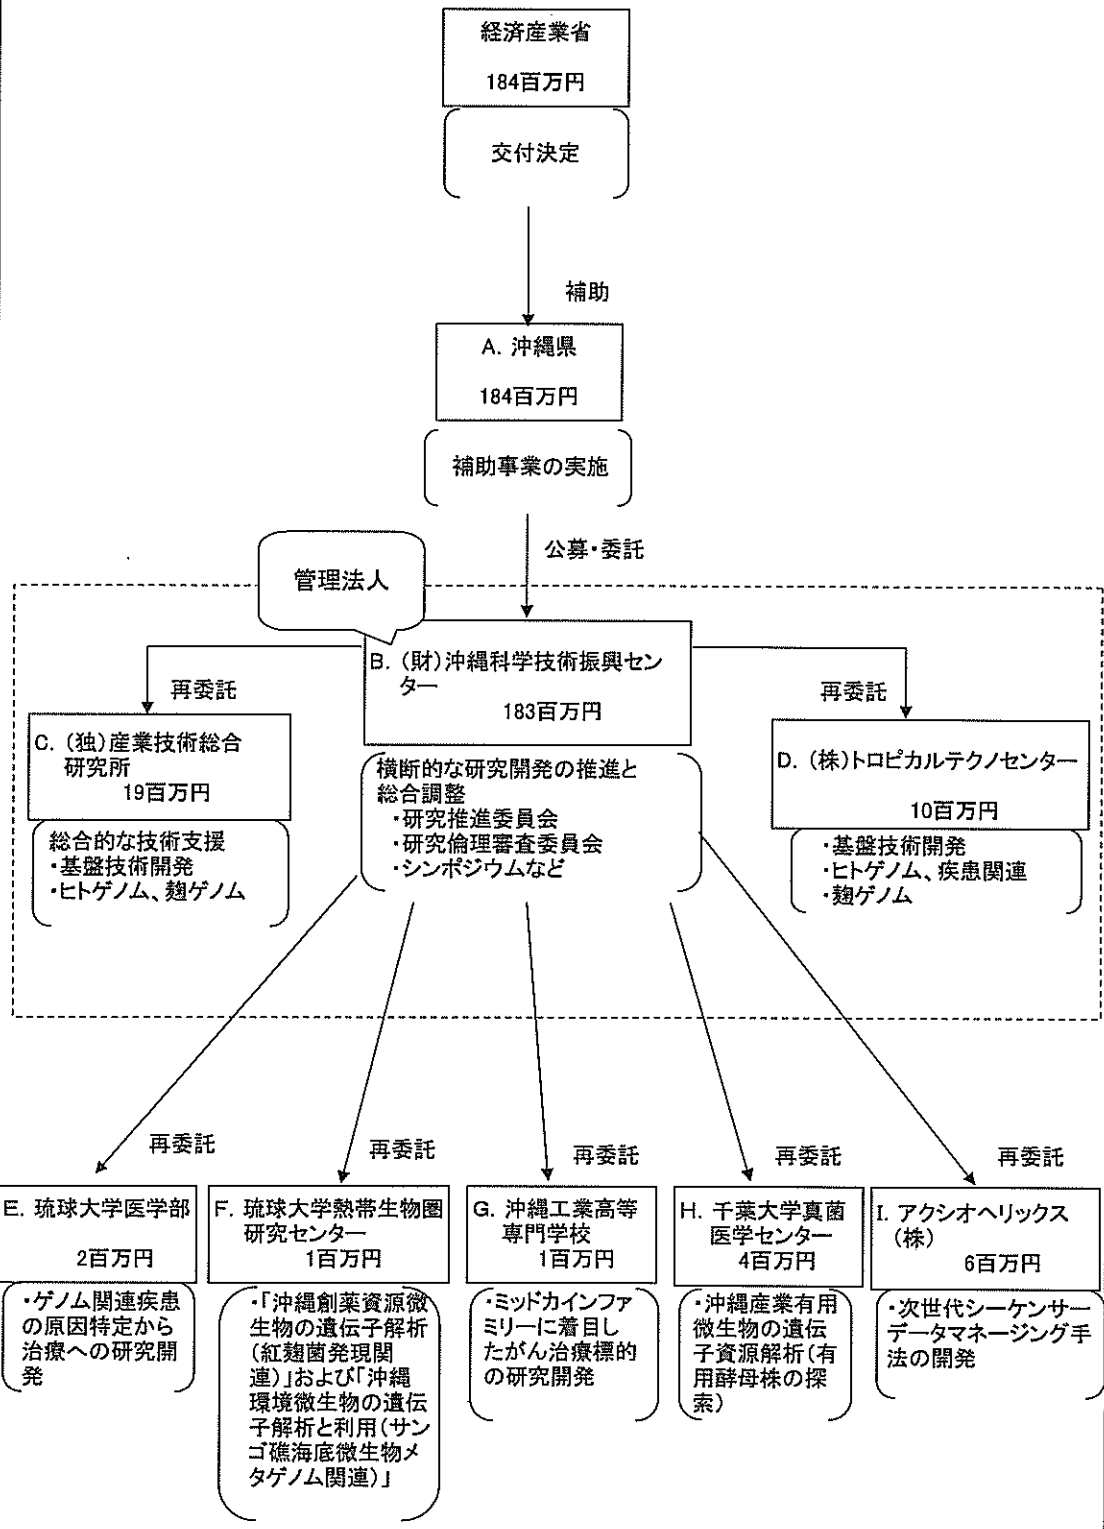 経済産業省
184百万円
交付決定
補助
A. 沖縄県
184百万円
補助事業の実施
公募・委託
管理法人
B. (財)沖縄科学技術振興セン
ター
183百万円
再委託
再委託
C. (独)産業技術総合
研究所
19百万円
総合的な技術支援
・基盤技術開発
・ヒトゲノム、麹ゲノム
横断的な研究開発の推進と
総合調整
・研究推進委員会
・研究倫理審査委員会
・シンポジウムなど
D. (株)トロピカルテクノセンター
10百万円
・基盤技術開発
・ヒトゲノム、疾患関連
・麹ゲノム
再委託
再委託
再委託
再委託
再委託
E. 琉球大学医学部
2百万円
・ゲノム関連疾患
の原因特定から
治療への研究開
発
F. 琉球大学熱帯生物圏
研究センター
1百万円
・「沖縄創薬資源微
生物の遺伝子解析
(紅麹菌発現関
連)」および「沖縄
環境微生物の遺伝
子解析と利用(サン
ゴ礁海底微生物メ
タゲノム関連)」
G. 沖縄工業高等
専門学校
1百万円
・ミッドカインファ
ミリーに着目し
たがん治療標的
の研究開発
H. 千葉大学真菌
医学センター
4百万円
・沖縄産業有用
微生物の遺伝
子資源解析(有
用酵母株の探
索)
I. アクシオヘリックス
(株)
6百万円
・次世代シーケンサー
データマネージング手
法の開発